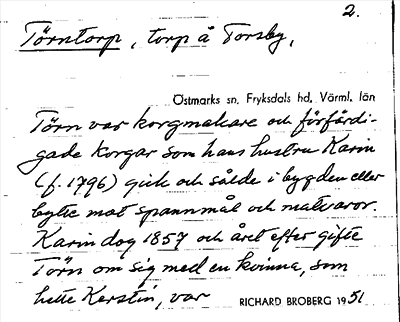 2.
Törntorp, torp å Torsby,
Östmarks sn, Fryksdals hd, Värml. län
Törn var korgmakare och förfärdi-
gade korgar som hans hustru Karin
(f. 1796) gick och sålde i bygden eller
bytte mot spannmål och matvaror.
Karin dog 1857 och året efter gifte
Törn om sig med en kvinna, som
hette Kerstin, var RICHARD BROBERG 1951